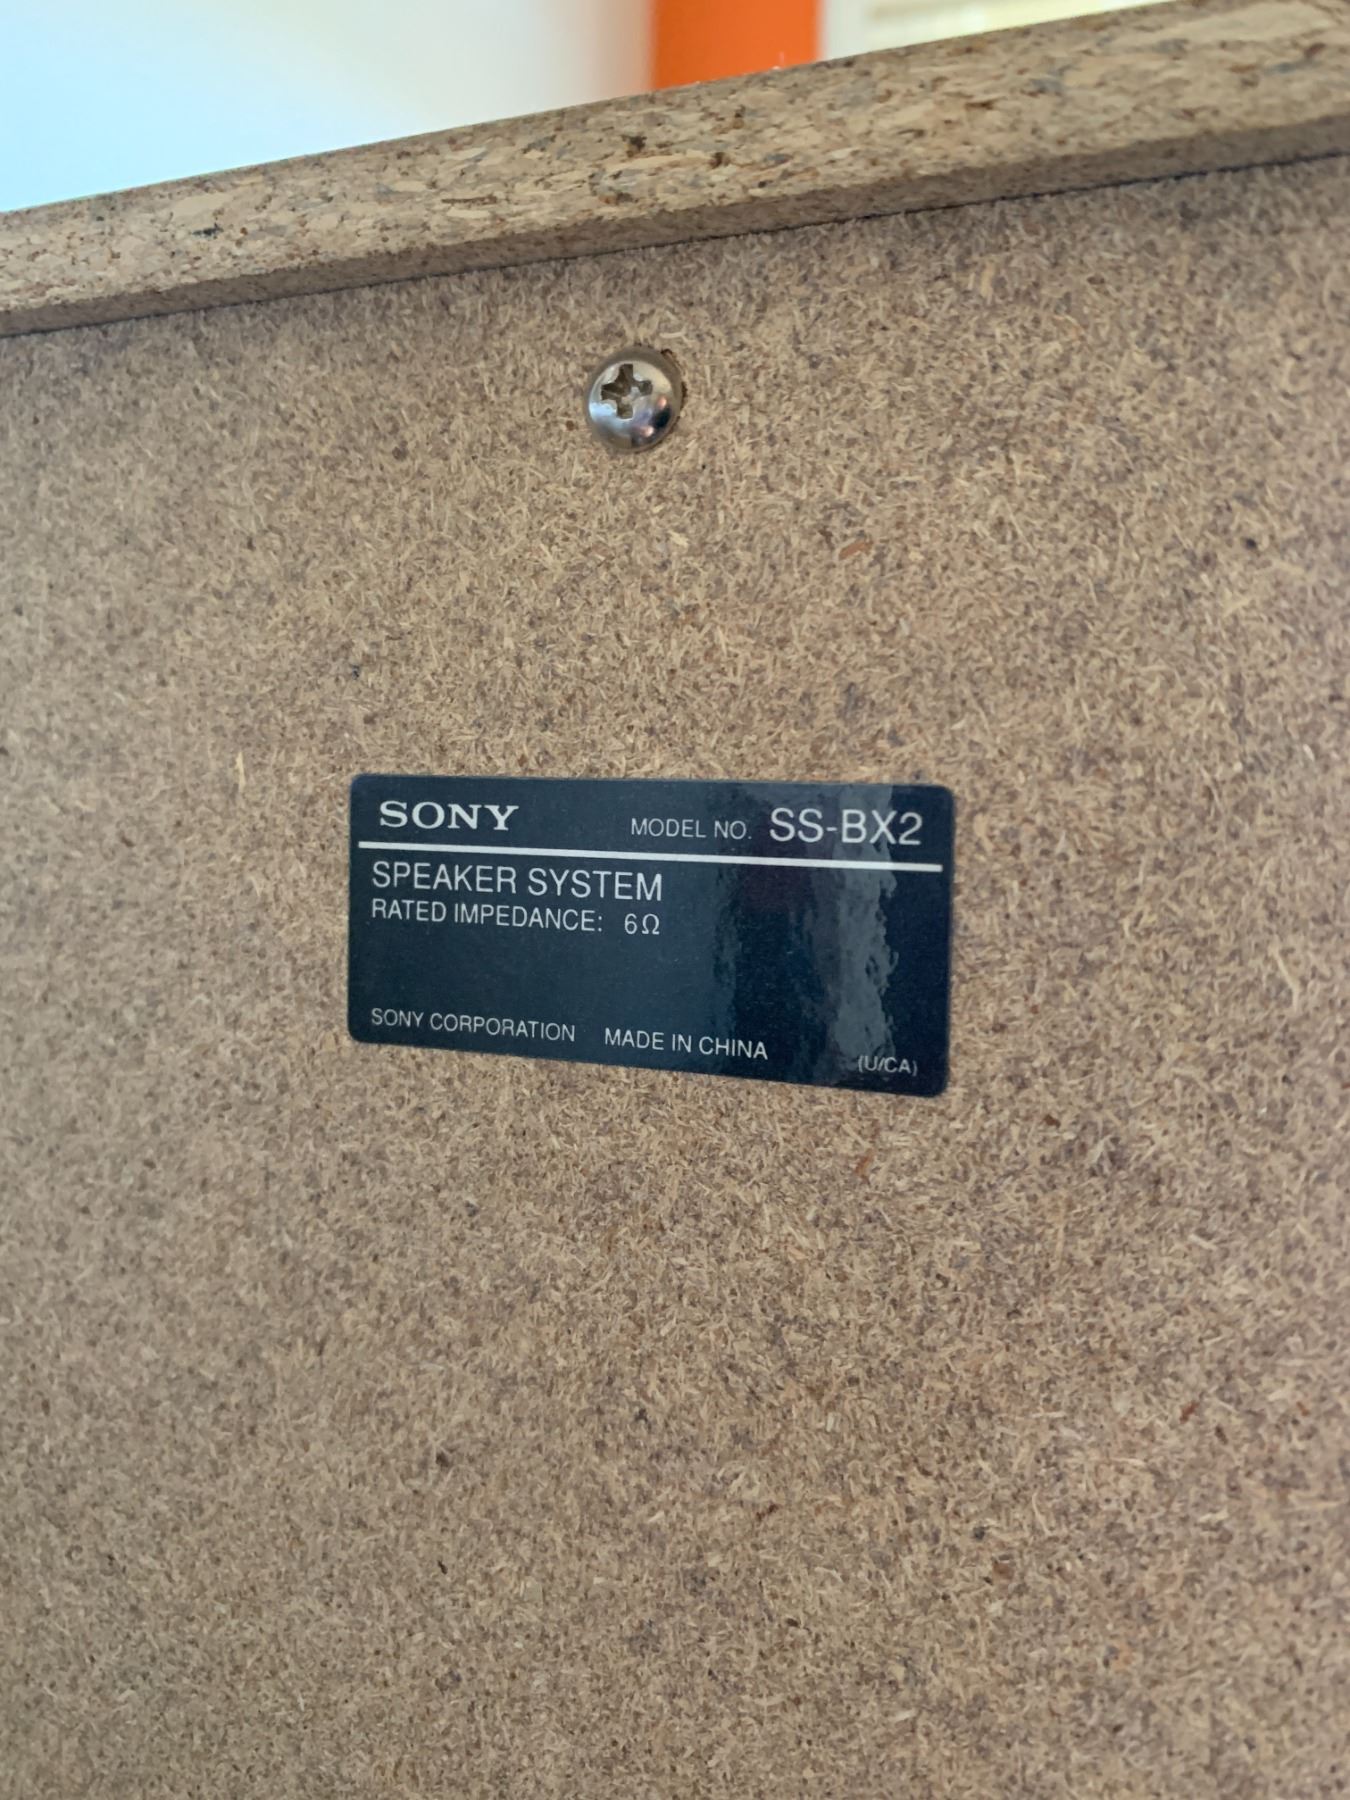 SONY MODEL NO. SS-BX2
SPEAKER SYSTEM
RATED IMPEDANCE: 6Ω
SONY CORPORATION MADE IN CHINA
(U/CA)